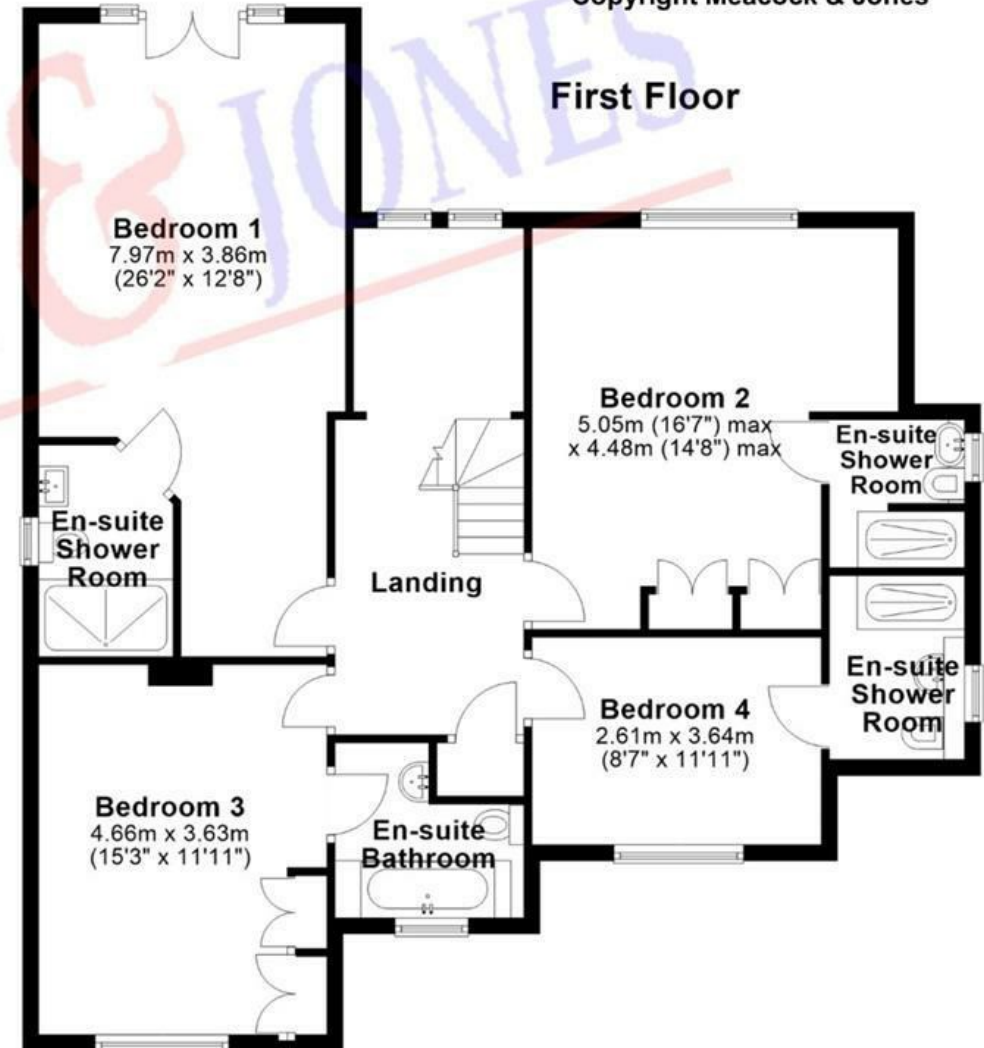 Copyright Meacock & Jones
First Floor
& JONES
Bedroom 1
7.97m x 3.86m
(26'2" x 12'8")
Bedroom 2
5.05m (16'7") max
x 4.48m (14'8") max
En-suite
Shower
Room
En-suite
Shower
Room
Landing
En-suite
Shower
Room
Bedroom 4
2.61m x 3.64m
(8'7" x 11'11")
Bedroom 3
4.66m x 3.63m
(15'3" x 11'11")
En-suite
Bathroom